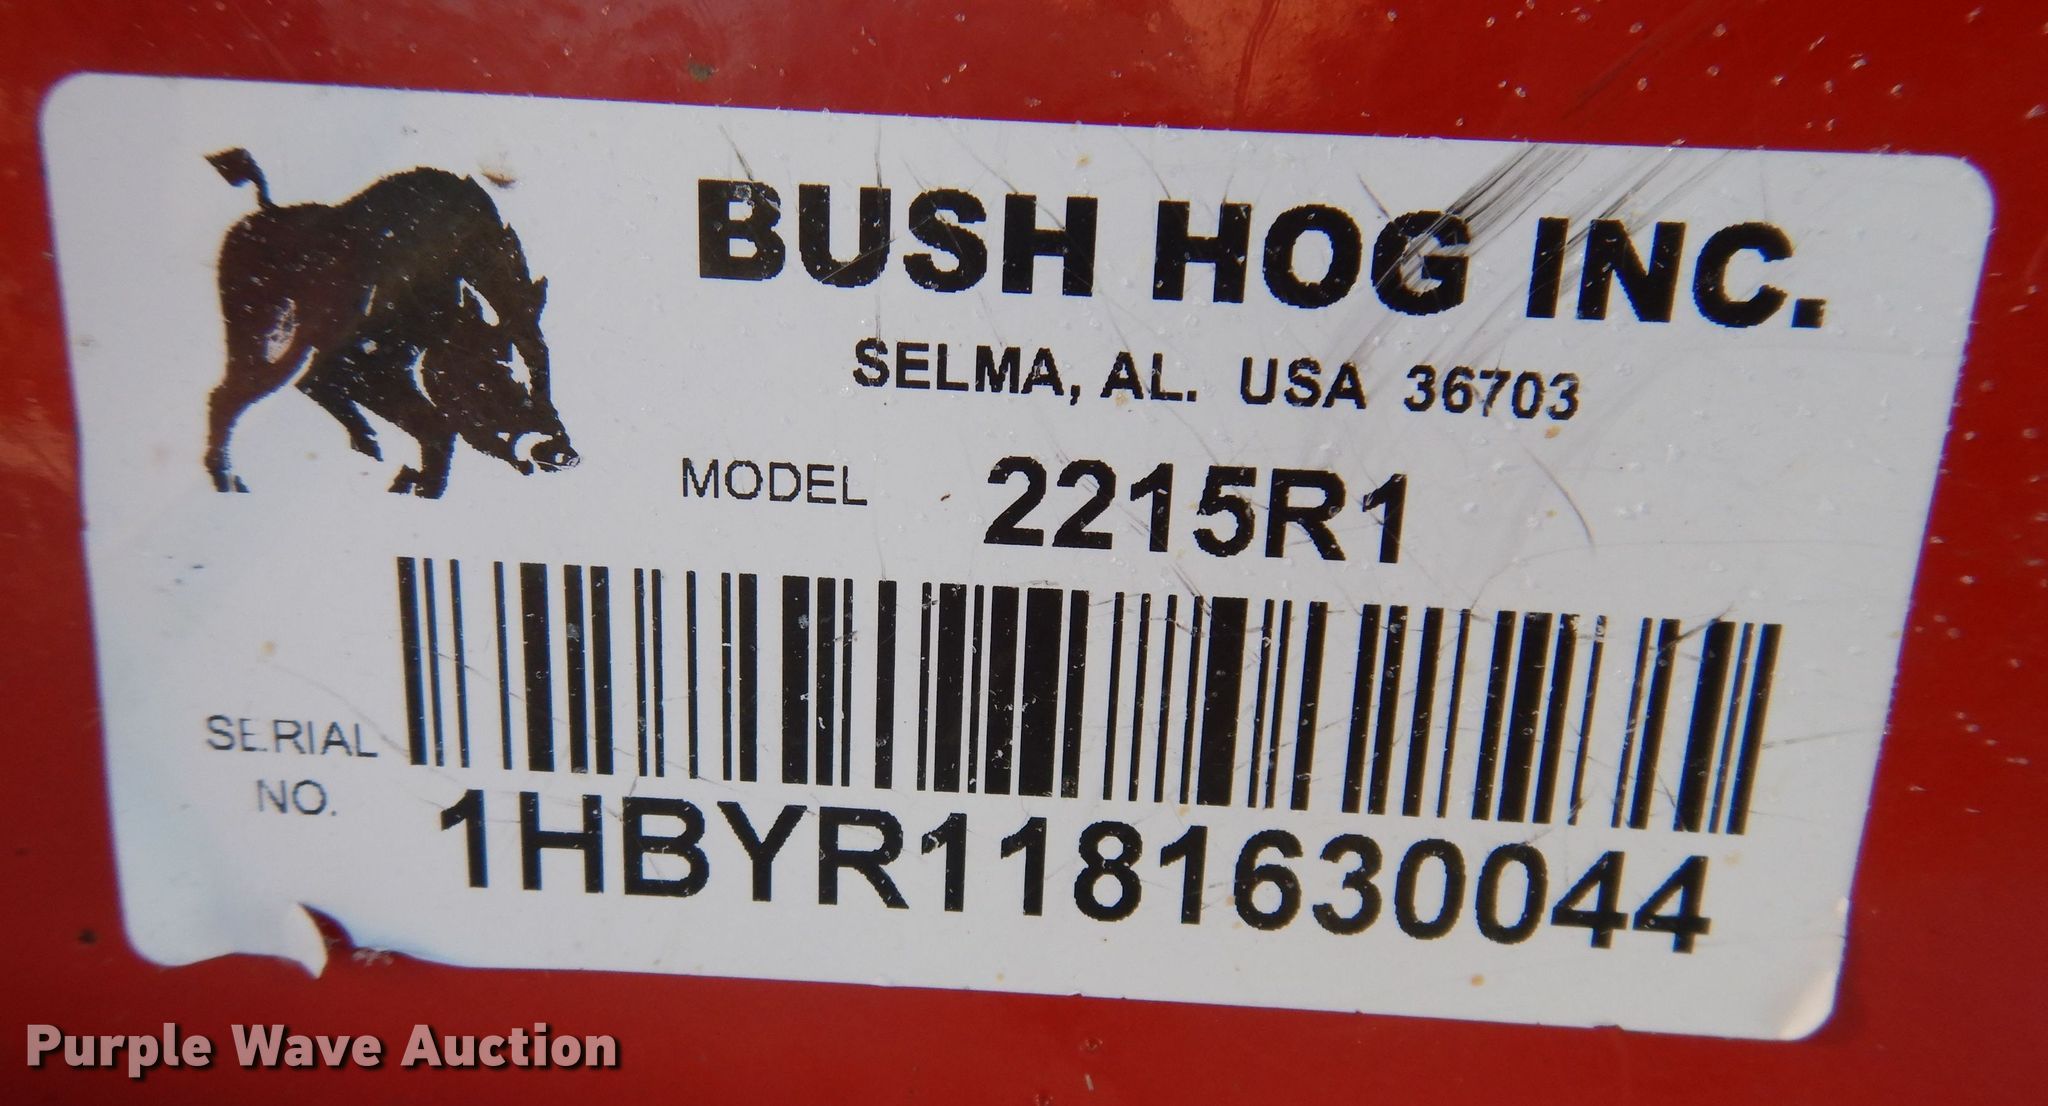 BUSH HOG INC.
SELMA, AL. USA 36703
MODEL 2215R1
SERIAL NO. 1HBYR1181630044
Purple Wave Auction